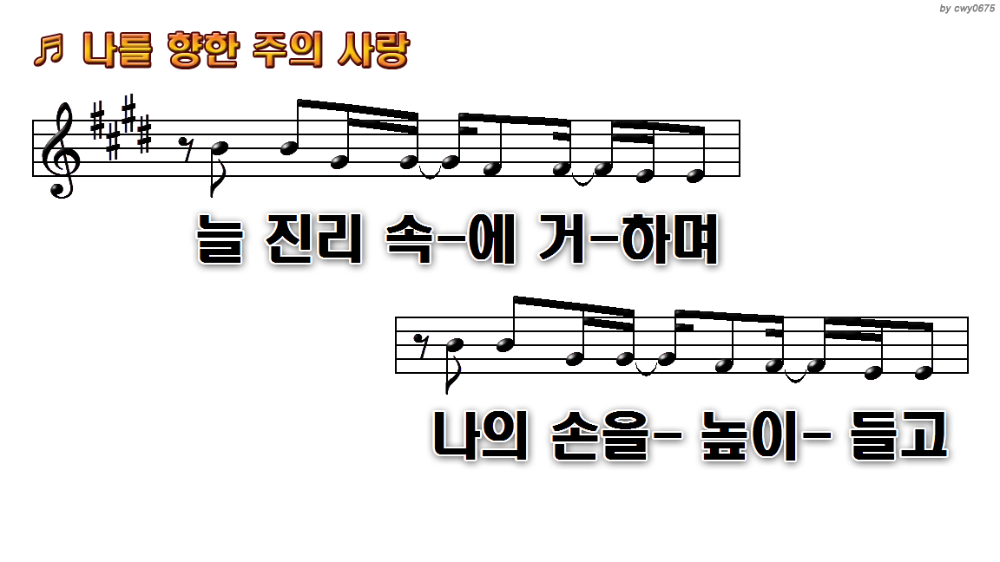 by cwy0675
♬ 나를 향한 주의 사랑
늘 진리 속-에 거-하며
나의 손을- 높이- 들고